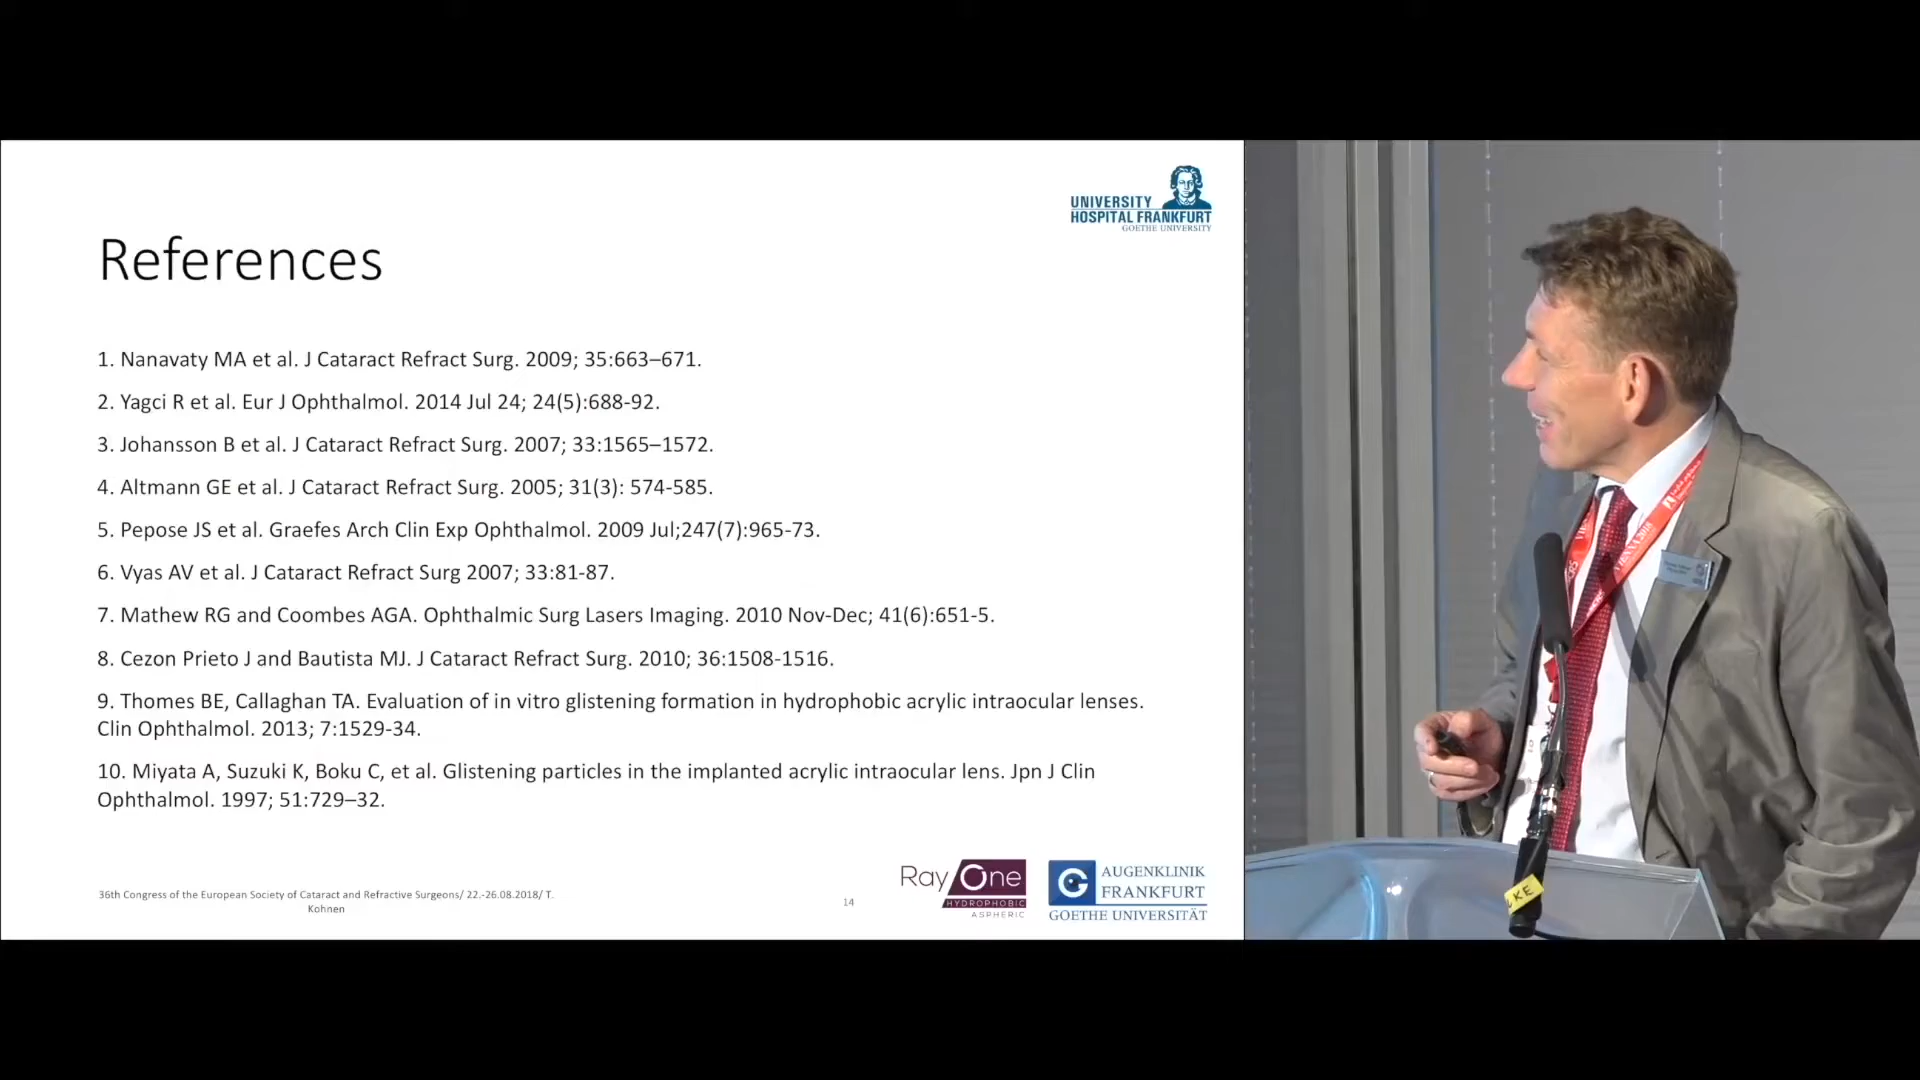 UNIVERSITY
HOSPITAL FRANKFURT
GOETHE UNIVERSITY
References
1. Nanavaty MA et al. J Cataract Refract Surg. 2009; 35:663–671.
2. Yagci R et al. Eur J Ophthalmol. 2014 Jul 24; 24(5):688-92.
3. Johansson B et al. J Cataract Refract Surg. 2007; 33:1565–1572.
4. Altmann GE et al. J Cataract Refract Surg. 2005; 31(3): 574-585.
5. Pepose JS et al. Graefes Arch Clin Exp Ophthalmol. 2009 Jul;247(7):965-73.
6. Vyas AV et al. J Cataract Refract Surg 2007; 33:81-87.
7. Mathew RG and Coombes AGA. Ophthalmic Surg Lasers Imaging. 2010 Nov-Dec; 41(6):651-5.
8. Cezon Prieto J and Bautista MJ. J Cataract Refract Surg. 2010; 36:1508-1516.
9. Thomes BE, Callaghan TA. Evaluation of in vitro glistening formation in hydrophobic acrylic intraocular lenses.
Clin Ophthalmol. 2013; 7:1529-34.
10. Miyata A, Suzuki K, Boku C, et al. Glistening particles in the implanted acrylic intraocular lens. Jpn J Clin
Ophthalmol. 1997; 51:729–32.
36th Congress of the European Society of Cataract and Refractive Surgeons/ 22.-26.08.2018/ T.
Kohnen
14
RayOne
HYDROPHOBIC
ASPHERIC
AUGENKLINIK
FRANKFURT
GOETHE UNIVERSITÄT
VIENNA 2018
LKE